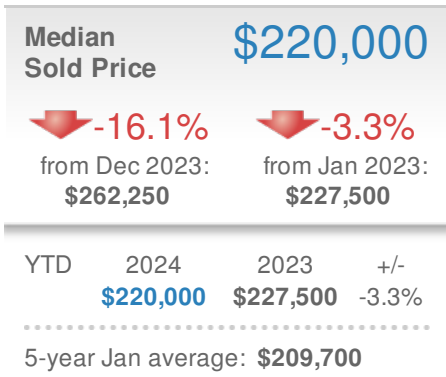 Median
Sold Price
$220,000
-16.1% -3.3%
from Dec 2023: from Jan 2023:
$262,250 $227,500
YTD 2024 2023 +/-
$220,000 $227,500 -3.3%
5-year Jan average: $209,700